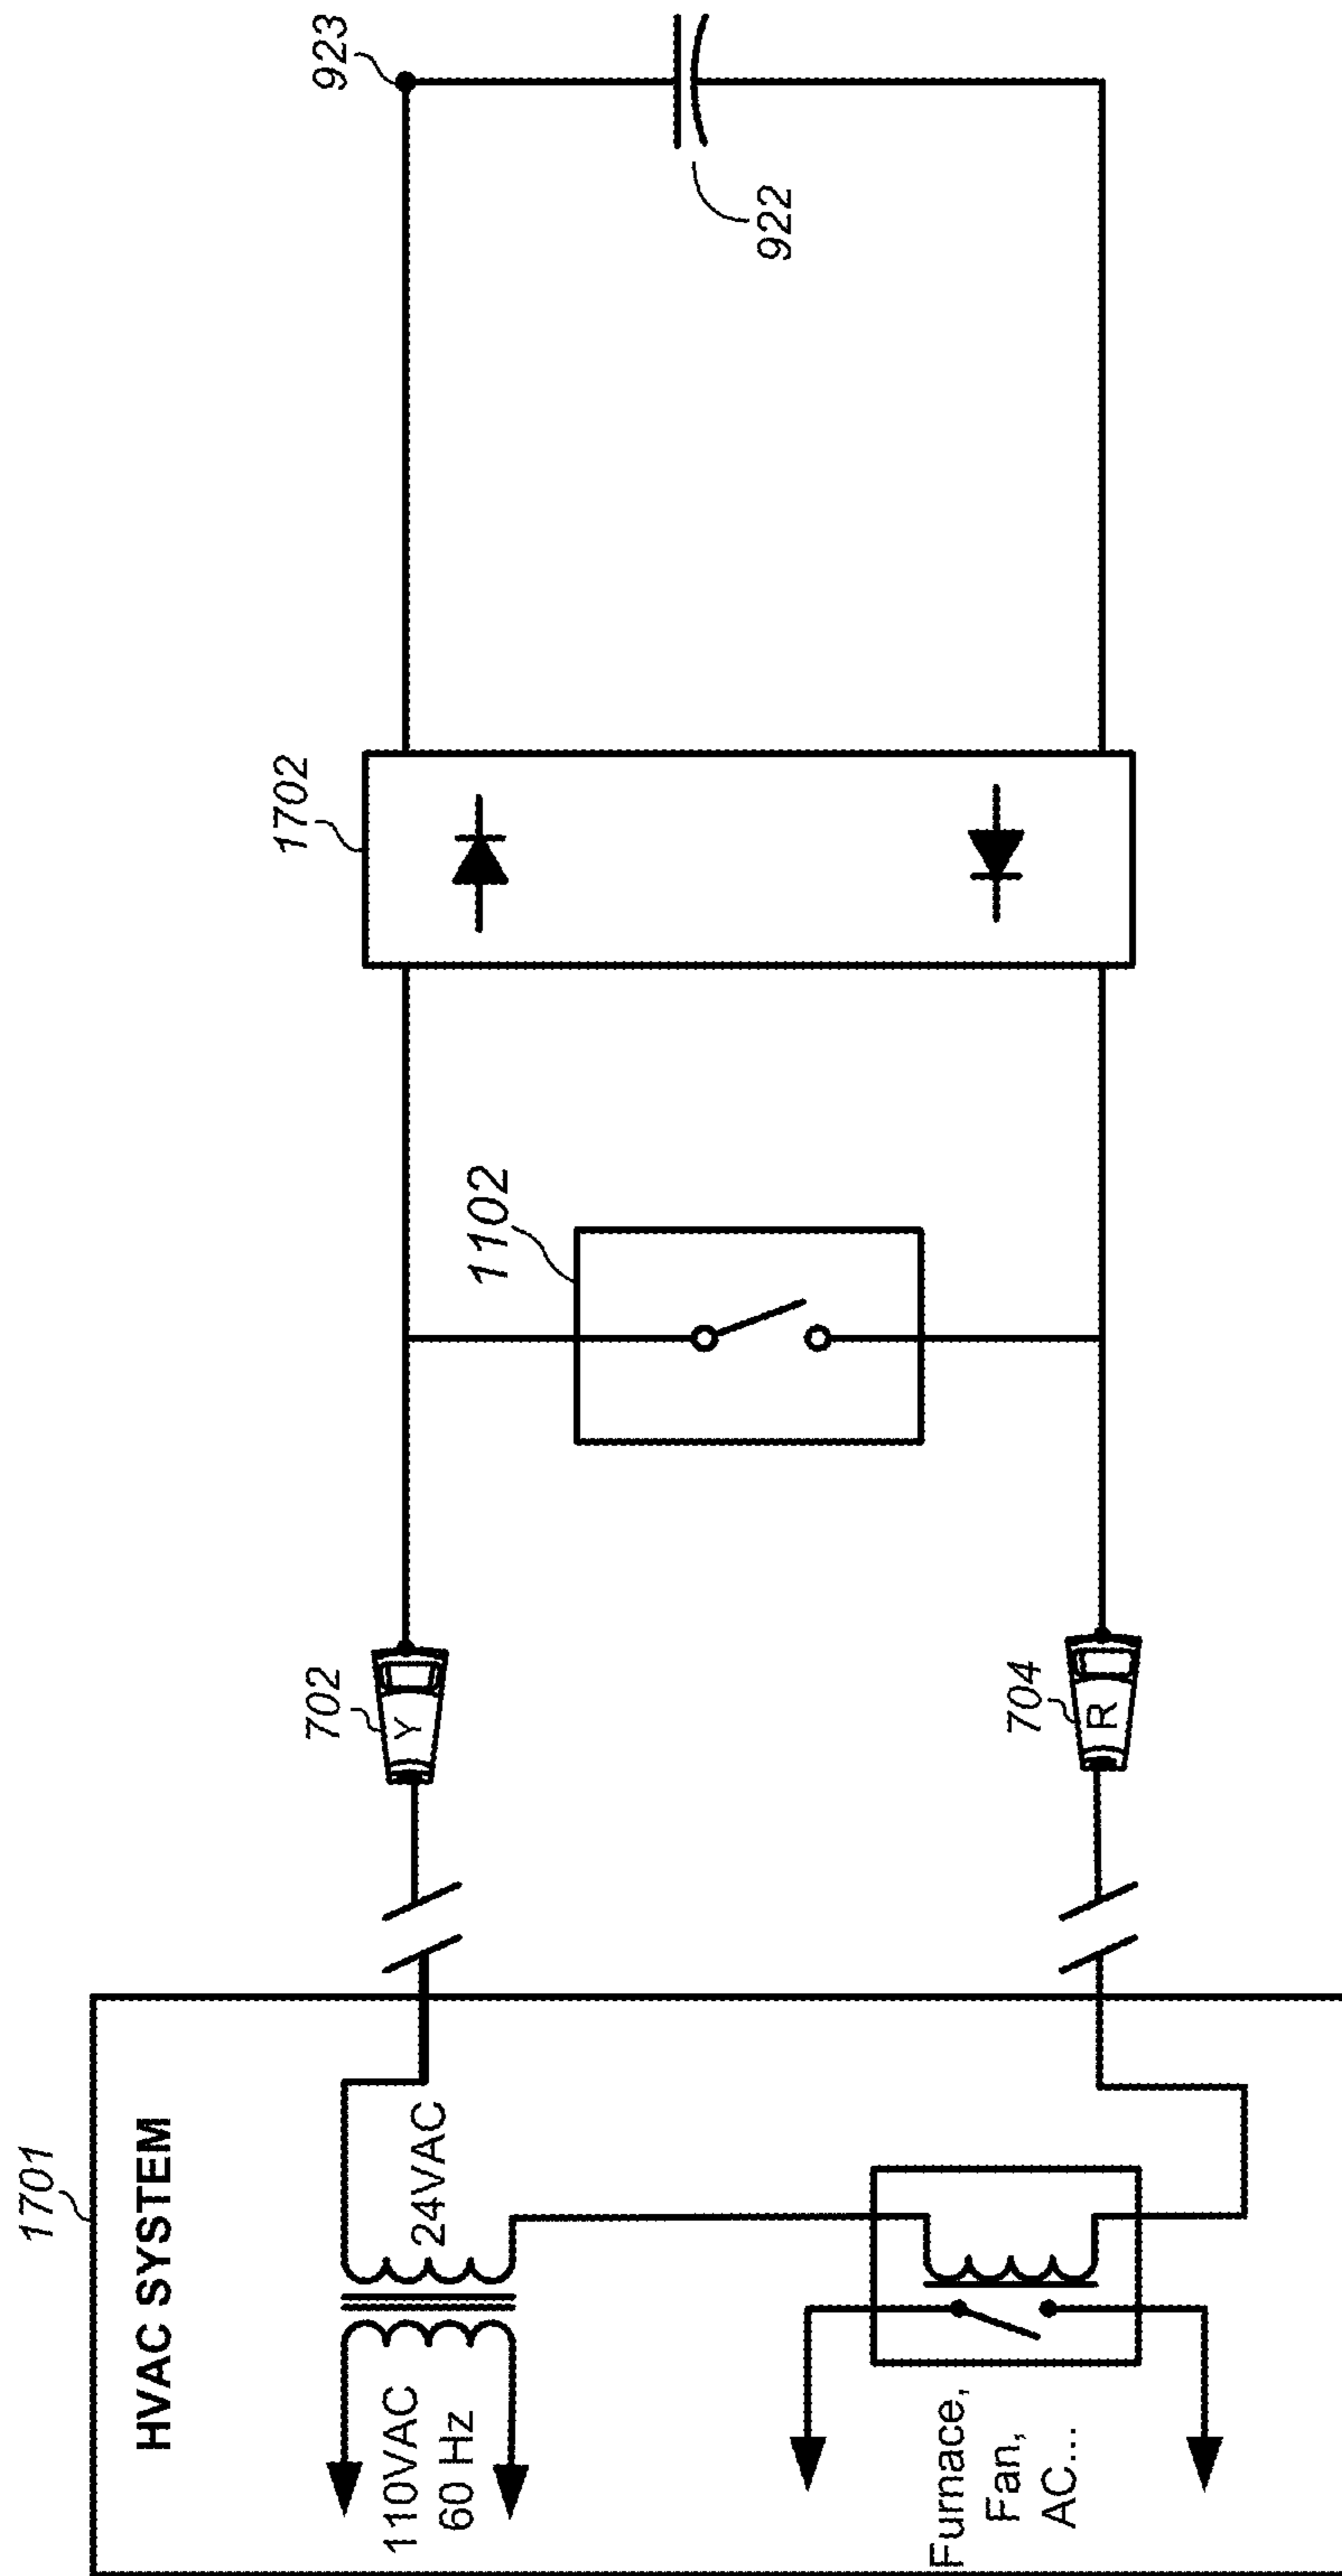 1701
HVAC SYSTEM
110VAC
60 Hz
24VAC
Furnace,
Fan,
AC...
702
Y
704
R
1102
1702
923
922